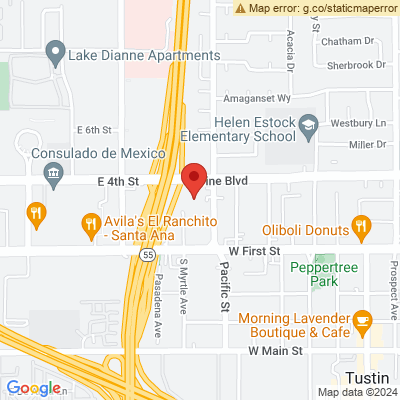 Map error: g.co/staticmaperror
Lake Dianne Apartments
Acacia Dr
Chatham Dr
Sherbrook Dr
Amaganset Wy
Helen Estock
Elementary School
Westbury Ln
Miller Dr
E 6th St
Consulado de Mexico
E 4th St
ine Blvd
Avila's El Ranchito
- Santa Ana
Oliboli Donuts
W First St
55
Peppertree
Park
Pasadena Ave
S Myrtle Ave
Pacific St
Prospect Ave
Morning Lavender
Boutique & Cafe
W Main St
Tustin
Google
Map data ©2024